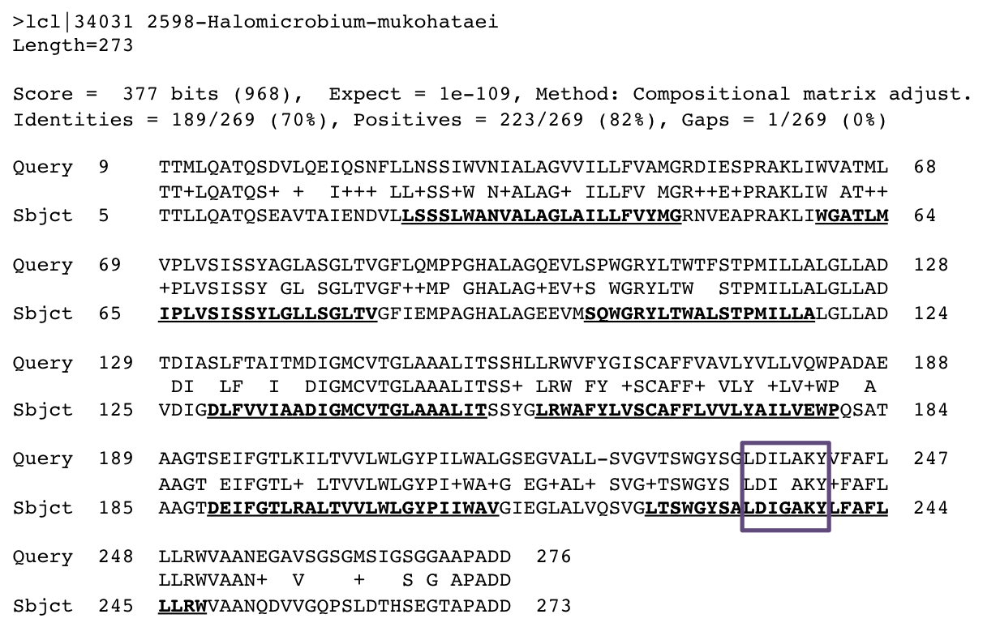 >lcl|34031 2598-Halomicrobium-mukohataei
Length=273
Score =  377 bits (968),  Expect = 1e-109, Method: Compositional matrix adjust.
Identities = 189/269 (70%), Positives = 223/269 (82%), Gaps = 1/269 (0%)
Query  9    TTMLQATQSDVLQEIQSNFLLNSSIWVNIALAGVVILLFVAMGRDIESPRAKLIWVATML  68
            TT+LQATQS+ +  I+++ LL+SS+W N+ALAG+ ILLFV MGR++E+PRAKLIW AT++
Sbjct  5    TTLLQATQSEAVTAIENDVLLSSSLWANVALAGLAILLFVYMGRNVEAPRAKLIWGATLM  64
Query  69   VPLVSISSYAGLASGLTVGFLQMPPGHALAGQEVLSPWGRYLTWTFSTPMILLALGLLAD  128
            +PLVSISSY GL SGLTVGF++MP GHALAG+EV+S WGRYLTW  STPMILLALGLLAD
Sbjct  65   IPLVSISSYLGLLSGLTVGFIEMPAGHALAGEEVMSQWGRYLTWALSTPMILLALGLLAD  124
Query  129  TDIASLFTAITMDIGMCVTGLAAALITSSHLLRWVFYGISCAFFVAVLYVLLVQWPADAE  188
             DI  LF  I  DIGMCVTGLAAALITSS+ LRW FY +SCAFF+ VLY +LV+WP  A
Sbjct  125  VDIGDLFVVIAADIGMCVTGLAAALITSSYGLRWAFYLVSCAFFLVVLYAILVEWPQSAT  184
Query  189  AAGTSEIFGTLKILTVVLWLGYPILWALGSEGVALL-SVGVTSWGYSGLDILAKYVFAFL  247
            AAGT EIFGTL+ LTVVLWLGYPI+WA+G EG+AL+ SVG+TSWGYS LDI AKY+FAFL
Sbjct  185  AAGTDEIFGTLRALTVVLWLGYPIIWAVGIEGLALVQSVGLTSWGYSALDIGAKYLFAFL  244
Query  248  LLRWVAANEGAVSGSGMSIGSGGAAPADD  276
            LLRWVAAN+  V    +   S G APADD
Sbjct  245  LLRWVAANQDVVGQPSLDTHSEGTAPADD  273